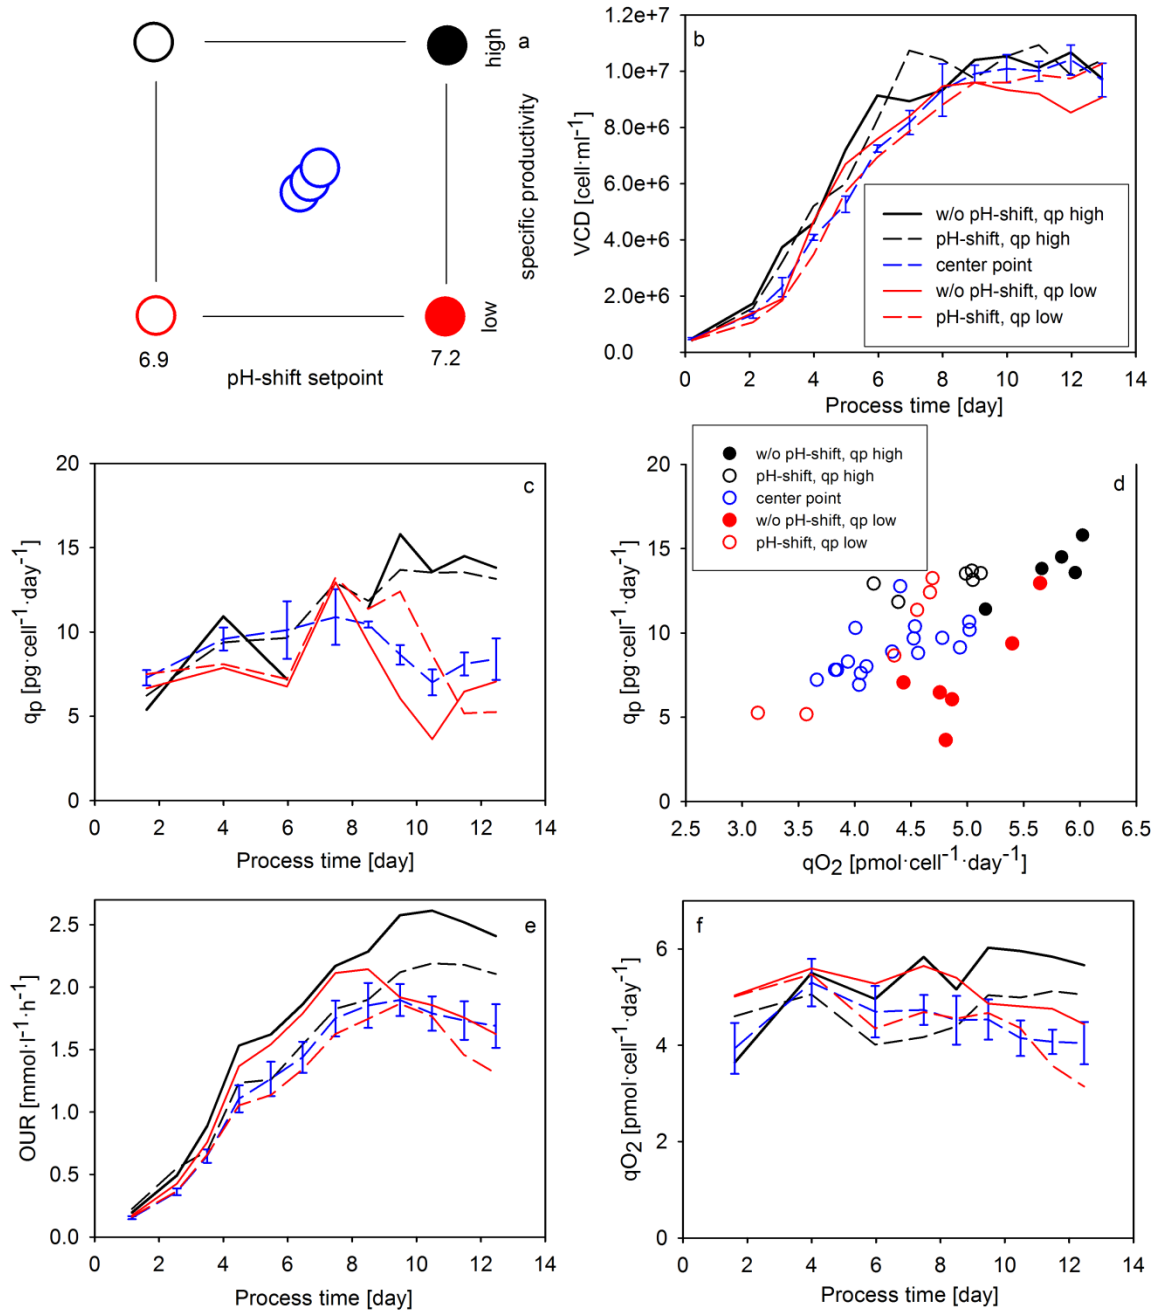 a
high
specific productivity
low
6.9
7.2
pH-shift setpoint
b
1.2e+7
1.0e+7
8.0e+6
6.0e+6
4.0e+6
2.0e+6
0.0
VCD [cell·ml⁻¹]
w/o pH-shift, qp high
pH-shift, qp high
center point
w/o pH-shift, qp low
pH-shift, qp low
0 2 4 6 8 10 12 14
Process time [day]
c
20
15
10
5
0
qₚ [pg·cell⁻¹·day⁻¹]
0 2 4 6 8 10 12 14
Process time [day]
w/o pH-shift, qp high
pH-shift, qp high
center point
w/o pH-shift, qp low
pH-shift, qp low
d
20
15
10
5
0
qₚ [pg·cell⁻¹·day⁻¹]
2.5 3.0 3.5 4.0 4.5 5.0 5.5 6.0 6.5
qO₂ [pmol·cell⁻¹·day⁻¹]
e
2.5
2.0
1.5
1.0
0.5
0.0
OUR [mmol·l⁻¹·h⁻¹]
0 2 4 6 8 10 12 14
Process time [day]
f
6
4
2
0
qO₂ [pmol·cell⁻¹·day⁻¹]
0 2 4 6 8 10 12 14
Process time [day]